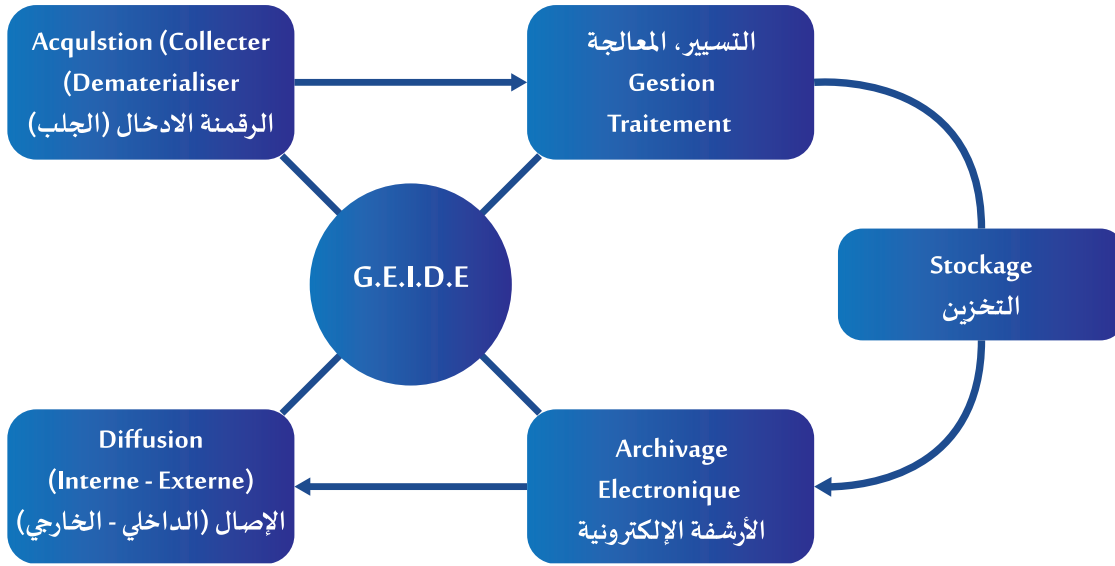 Acqulstion (Collecter
(Dematerialiser
الرقمنة الادخال (الجلب)
التسيير، المعالجة
Gestion
Traitement
G.E.I.D.E
Stockage
التخزين
Diffusion
(Interne - Externe)
الإصال (الداخلي - الخارجي)
Archivage
Electronique
الأرشفة الإلكترونية